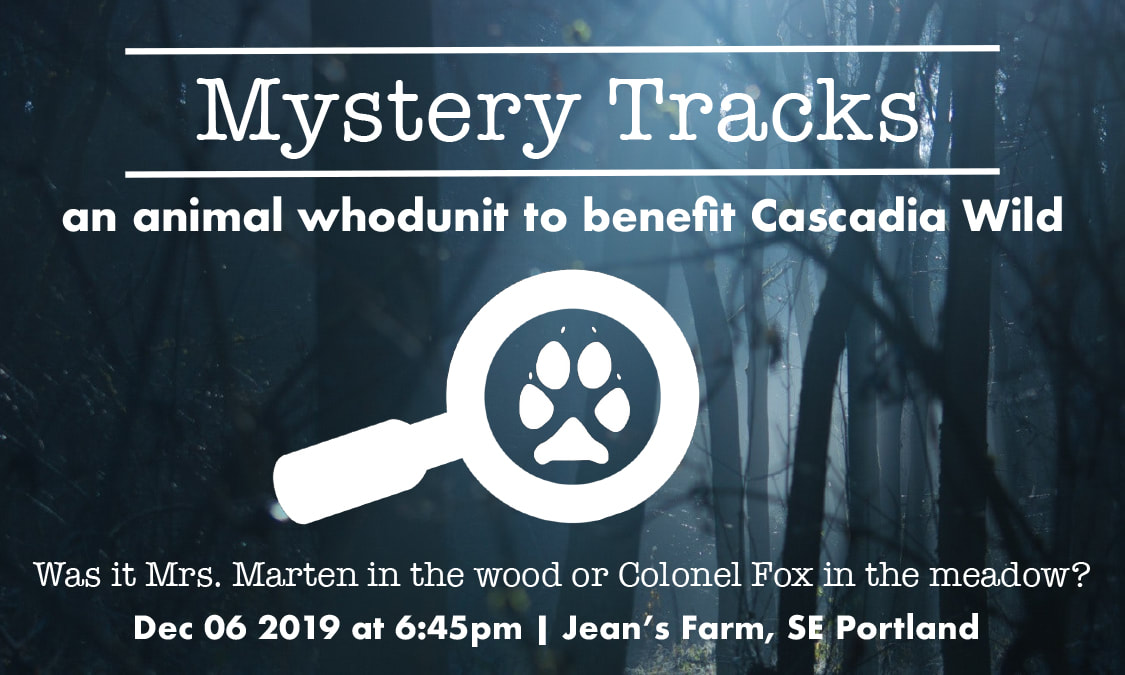 Mystery Tracks
an animal whodunit to benefit Cascadia Wild
Was it Mrs. Marten in the wood or Colonel Fox in the meadow?
Dec 06 2019 at 6:45pm | Jean's Farm, SE Portland